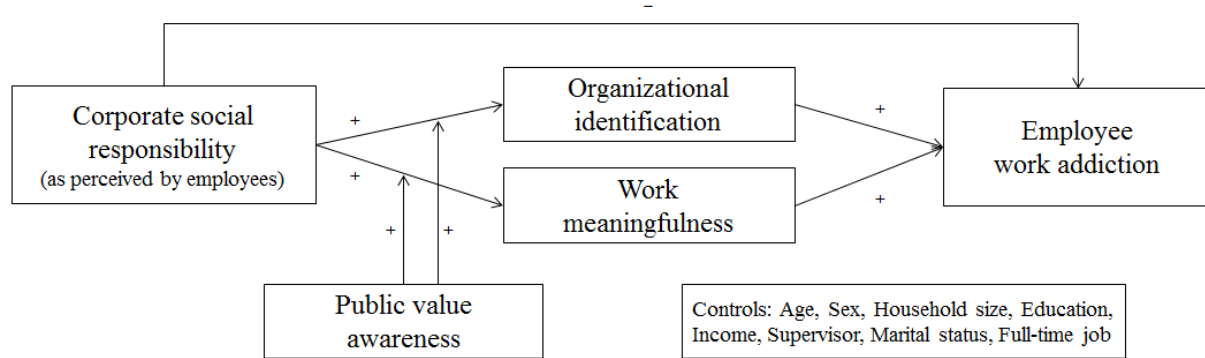 –
Corporate social
responsibility
(as perceived by employees)
+
+
Organizational
identification
Work
meaningfulness
+
+
Employee
work addiction
+
+
Public value
awareness
Controls: Age, Sex, Household size, Education,
Income, Supervisor, Marital status, Full-time job